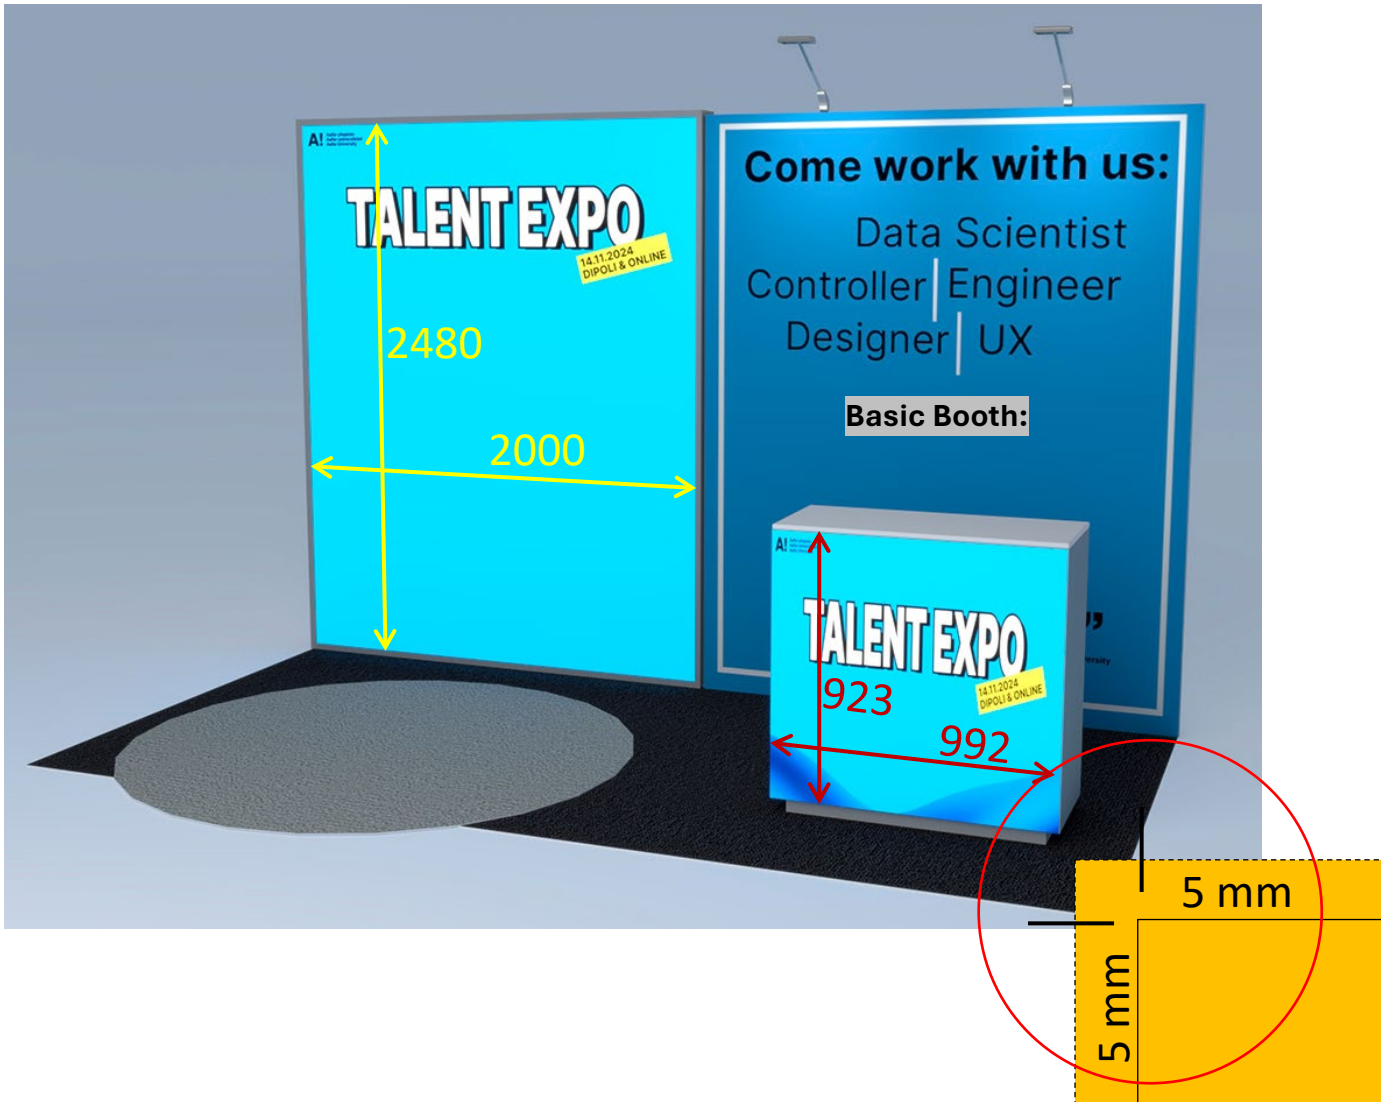 A!
TALENT EXPO
14.11.2024
DIPOLI & ONLINE
2480
2000
Come work with us:
Data Scientist
Controller | Engineer
Designer | UX
Basic Booth:
A!
TALENT EXPO
14.11.2024
DIPOLI & ONLINE
923
992
”
ersity
5 mm
5 mm